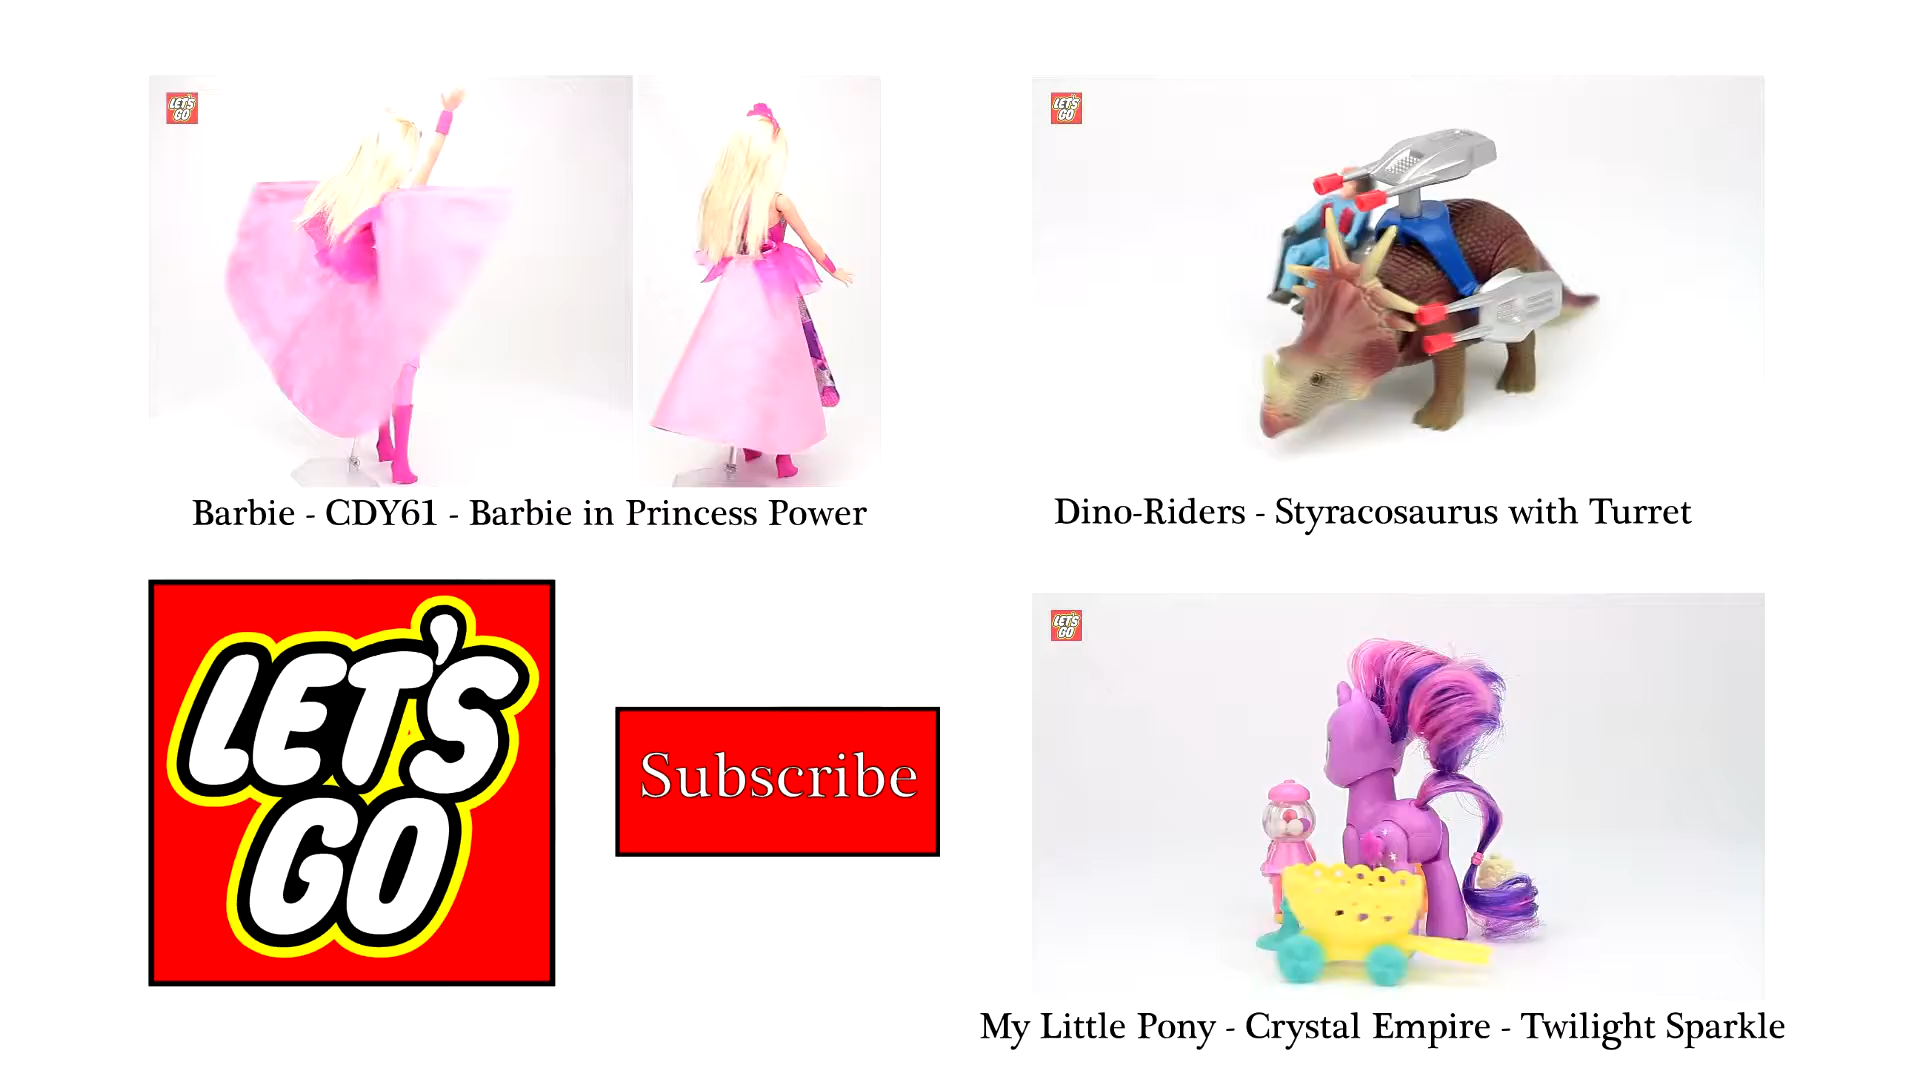 LET'S
GO
Barbie - CDY61 - Barbie in Princess Power
LET'S
GO
Dino-Riders - Styracosaurus with Turret
LET'S
GO
Subscribe
LET'S
GO
My Little Pony - Crystal Empire - Twilight Sparkle